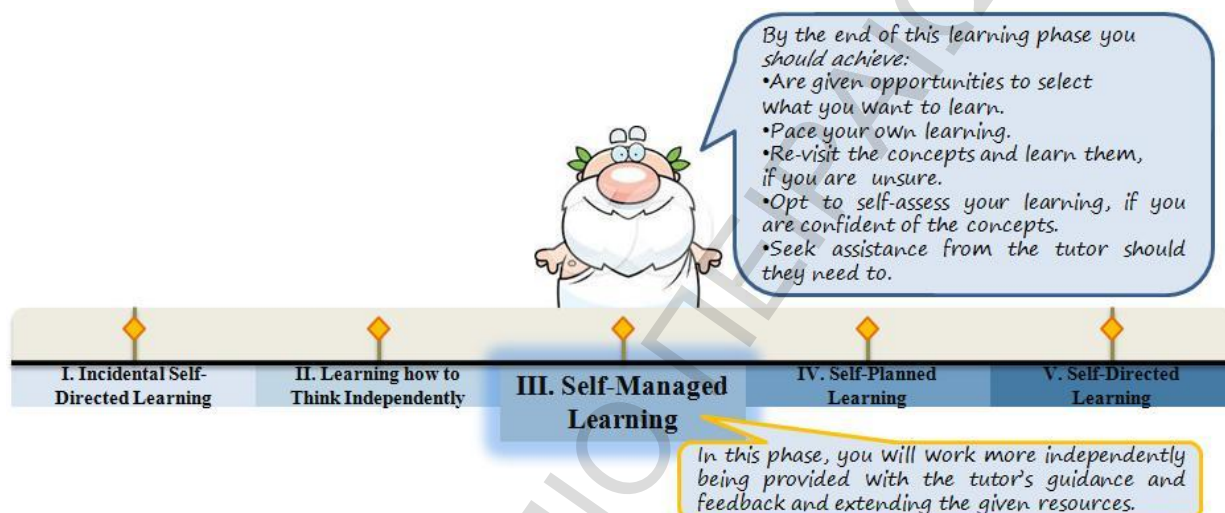 By the end of this learning phase you
should achieve:
•Are given opportunities to select
what you want to learn.
•Pace your own learning.
•Re-visit the concepts and learn them,
if you are unsure.
•Opt to self-assess your learning, if you
are confident of the concepts.
•Seek assistance from the tutor should
they need to.
I. Incidental Self-
Directed Learning
II. Learning how to
Think Independently
III. Self-Managed
Learning
IV. Self-Planned
Learning
V. Self-Directed
Learning
In this phase, you will work more independently
being provided with the tutor's guidance and
feedback and extending the given resources.